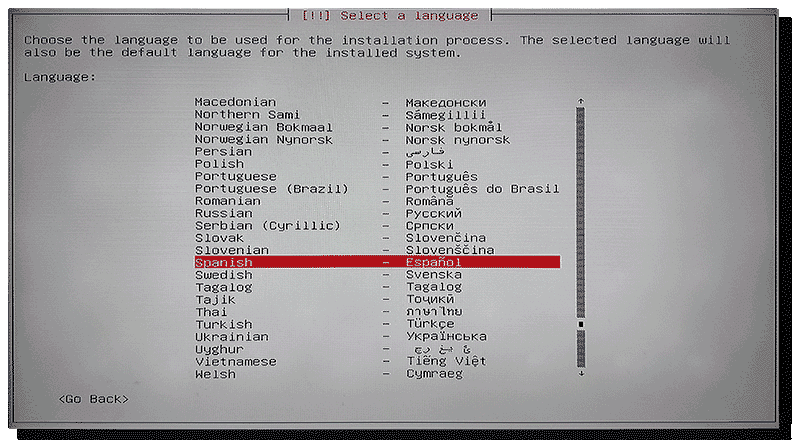 [!!] Select a language
Choose the language to be used for the installation process. The selected language will
also be the default language for the installed system.
Language:
Macedonian - Македонски
Northern Sami - Sámegillii
Norwegian Bokmaal - Norsk bokmål
Norwegian Nynorsk - Norsk nynorsk
Persian - فارسی
Polish - Polski
Portuguese - Português
Portuguese (Brazil) - Português do Brasil
Romanian - Română
Russian - Русский
Serbian (Cyrillic) - Српски
Slovak - Slovenčina
Slovenian - Slovenščina
Spanish - Español
Swedish - Svenska
Tagalog - Tagalog
Tajik - Тоҷикӣ
Thai - ภาษาไทย
Turkish - Türkçe
Ukrainian - Українська
Uyghur -
Vietnamese - Tiếng Việt
Welsh - Cymraeg
<Go Back>